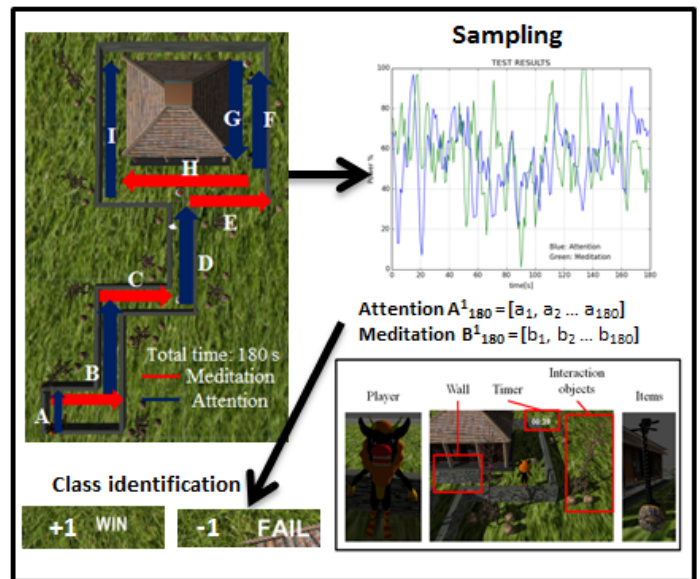 Sampling
TEST RESULTS
Power %
100
80
60
40
20
0
0 20 40 60 80 100 120 140 160 180
time[s]
Blue: Attention
Green: Meditation
I
G
F
H
E
D
C
B
A
Total time: 180 s
Meditation
Attention
Attention A¹₁₈₀ = [a₁, a₂ ... a₁₈₀]
Meditation B¹₁₈₀ = [b₁, b₂ ... b₁₈₀]
Player
Wall
Timer
Interaction
objects
Items
Class identification
+1 WIN
-1 FAIL